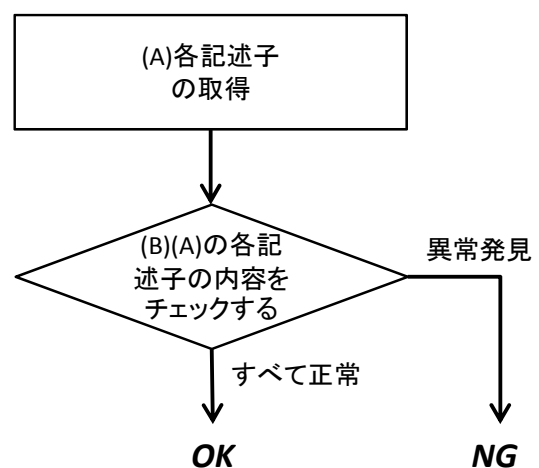 (A)各記述子
の取得
(B)(A)の各記
述子の内容を
チェックする
異常発見
すべて正常
OK
NG